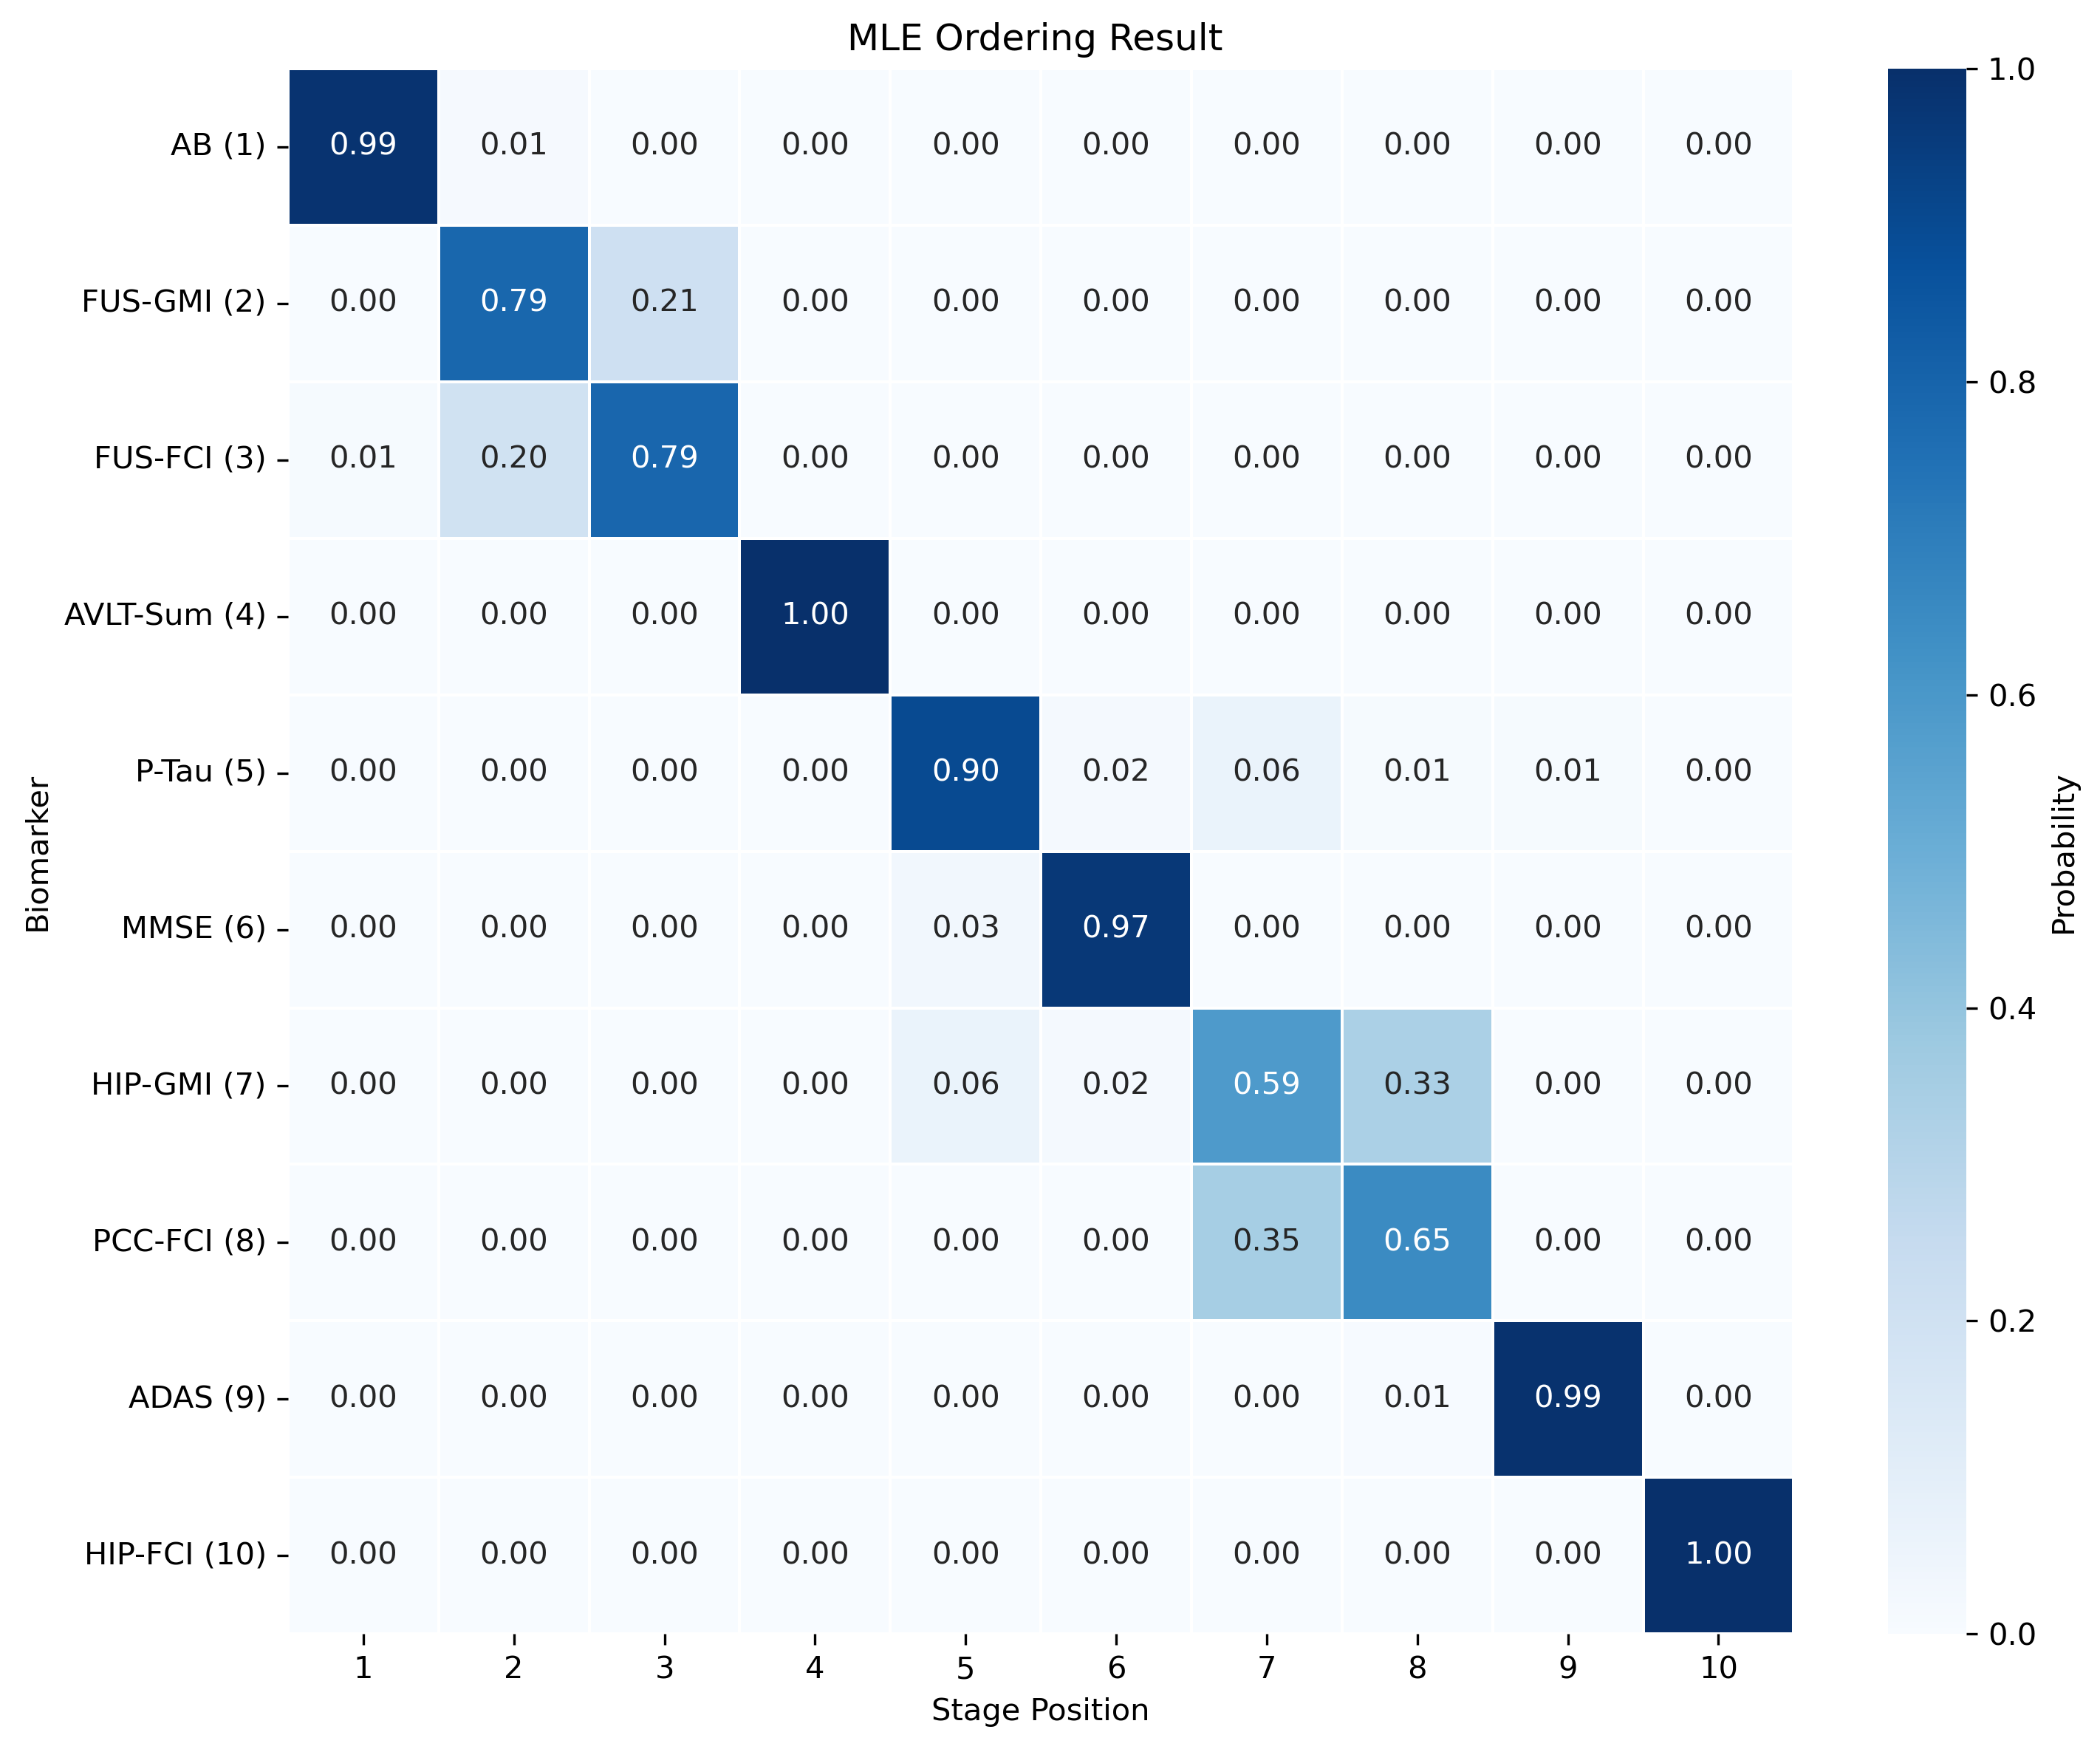 MLE Ordering Result
AB (1) 0.99 0.01 0.00 0.00 0.00 0.00 0.00 0.00 0.00 0.00
FUS-GMI (2) 0.00 0.79 0.21 0.00 0.00 0.00 0.00 0.00 0.00 0.00
FUS-FCI (3) 0.01 0.20 0.79 0.00 0.00 0.00 0.00 0.00 0.00 0.00
AVLT-Sum (4) 0.00 0.00 0.00 1.00 0.00 0.00 0.00 0.00 0.00 0.00
P-Tau (5) 0.00 0.00 0.00 0.00 0.90 0.02 0.06 0.01 0.01 0.00
MMSE (6) 0.00 0.00 0.00 0.00 0.03 0.97 0.00 0.00 0.00 0.00
HIP-GMI (7) 0.00 0.00 0.00 0.00 0.06 0.02 0.59 0.33 0.00 0.00
PCC-FCI (8) 0.00 0.00 0.00 0.00 0.00 0.00 0.35 0.65 0.00 0.00
ADAS (9) 0.00 0.00 0.00 0.00 0.00 0.00 0.00 0.01 0.99 0.00
HIP-FCI (10) 0.00 0.00 0.00 0.00 0.00 0.00 0.00 0.00 0.00 1.00
1 2 3 4 5 6 7 8 9 10
Stage Position
Biomarker
1.0
0.8
0.6
0.4
0.2
0.0
Probability